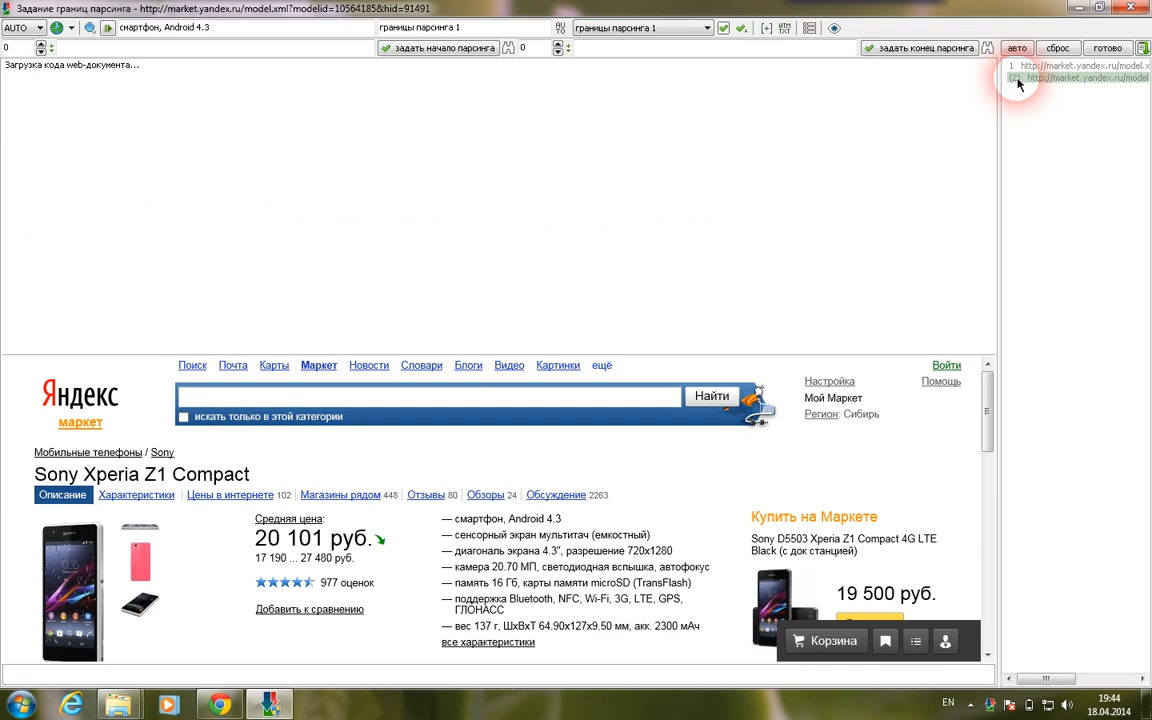 Задание границ парсинга - http://market.yandex.ru/model.xml?modelid=10564185&hid=91491
AUTO
смартфон, Android 4.3
границы парсинга 1
границы парсинга 1
0
задать начало парсинга
0
задать конец парсинга
авто
сброс
готово
Загрузка кода web-документа...
1 http://market.yandex.ru/model.x
(2) http://market.yandex.ru/model
Поиск Почта Карты Маркет Новости Словари Блоги Видео Картинки ещё
Войти
Яндекс
маркет
Найти
искать только в этой категории
Настройка
Помощь
Мой Маркет
Регион: Сибирь
Мобильные телефоны / Sony
Sony Xperia Z1 Compact
Описание Характеристики Цены в интернете 102 Магазины рядом 448 Отзывы 80 Обзоры 24 Обсуждение 2263
Средняя цена:
20 101 руб.
17 190 ... 27 480 руб.
977 оценок
Добавить к сравнению
— смартфон, Android 4.3
— сенсорный экран мультитач (емкостный)
— диагональ экрана 4.3", разрешение 720x1280
— камера 20.70 МП, светодиодная вспышка, автофокус
— память 16 Гб, карты памяти microSD (TransFlash)
— поддержка Bluetooth, NFC, Wi-Fi, 3G, LTE, GPS,
ГЛОНАСС
— вес 137 г, ШxВxТ 64.90x127x9.50 мм, акк. 2300 мАч
все характеристики
Купить на Маркете
Sony D5503 Xperia Z1 Compact 4G LTE
Black (с док станцией)
19 500 руб.
Корзина
EN
19:44
18.04.2014